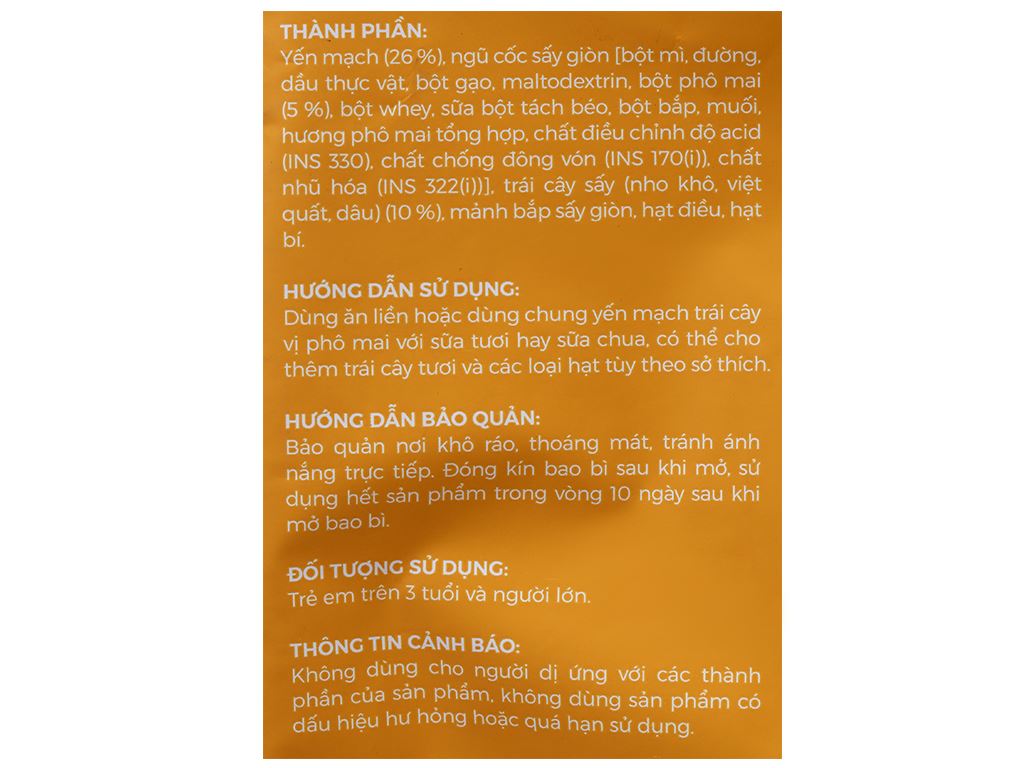 THÀNH PHẦN:
Yến mạch (26 %), ngũ cốc sấy giòn [bột mì, đường,
dầu thực vật, bột gạo, maltodextrin, bột phô mai
(5 %), bột whey, sữa bột tách béo, bột bắp, muối,
hương phô mai tổng hợp, chất điều chỉnh độ acid
(INS 330), chất chống đông vón (INS 170(i)), chất
nhũ hóa (INS 322(i))], trái cây sấy (nho khô, việt
quất, dâu) (10 %), mảnh bắp sấy giòn, hạt điều, hạt
bí.
HƯỚNG DẪN SỬ DỤNG:
Dùng ăn liền hoặc dùng chung yến mạch trái cây
vị phô mai với sữa tươi hay sữa chua, có thể cho
thêm trái cây tươi và các loại hạt tùy theo sở thích.
HƯỚNG DẪN BẢO QUẢN:
Bảo quản nơi khô ráo, thoáng mát, tránh ánh
nắng trực tiếp. Đóng kín bao bì sau khi mở, sử
dụng hết sản phẩm trong vòng 10 ngày sau khi
mở bao bì.
ĐỐI TƯỢNG SỬ DỤNG:
Trẻ em trên 3 tuổi và người lớn.
THÔNG TIN CẢNH BÁO:
Không dùng cho người dị ứng với các thành
phần của sản phẩm, không dùng sản phẩm có
dấu hiệu hư hỏng hoặc quá hạn sử dụng.